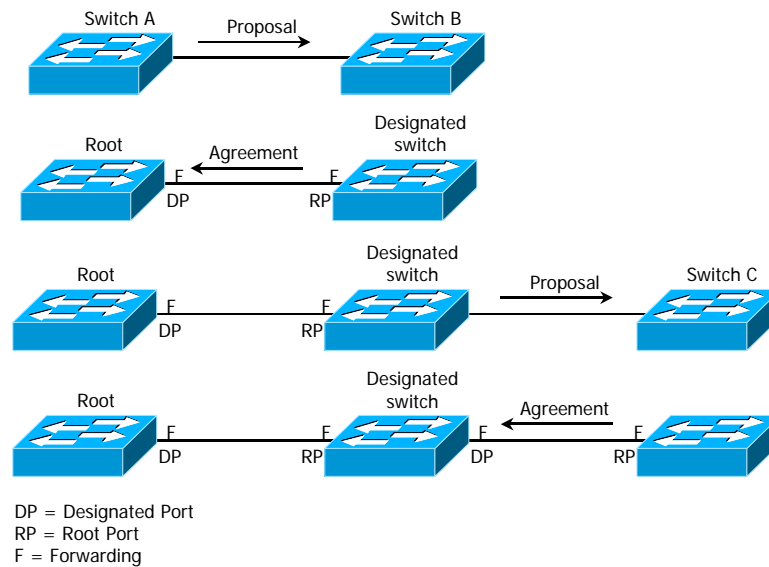 Switch A
Proposal
Switch B
Root
Agreement
Designated
switch
F
F
DP
RP
Root
Designated
switch
Proposal
Switch C
F
F
DP
RP
Root
Designated
switch
Agreement
F
F
F
F
DP
RP
DP
RP
DP = Designated Port
RP = Root Port
F = Forwarding